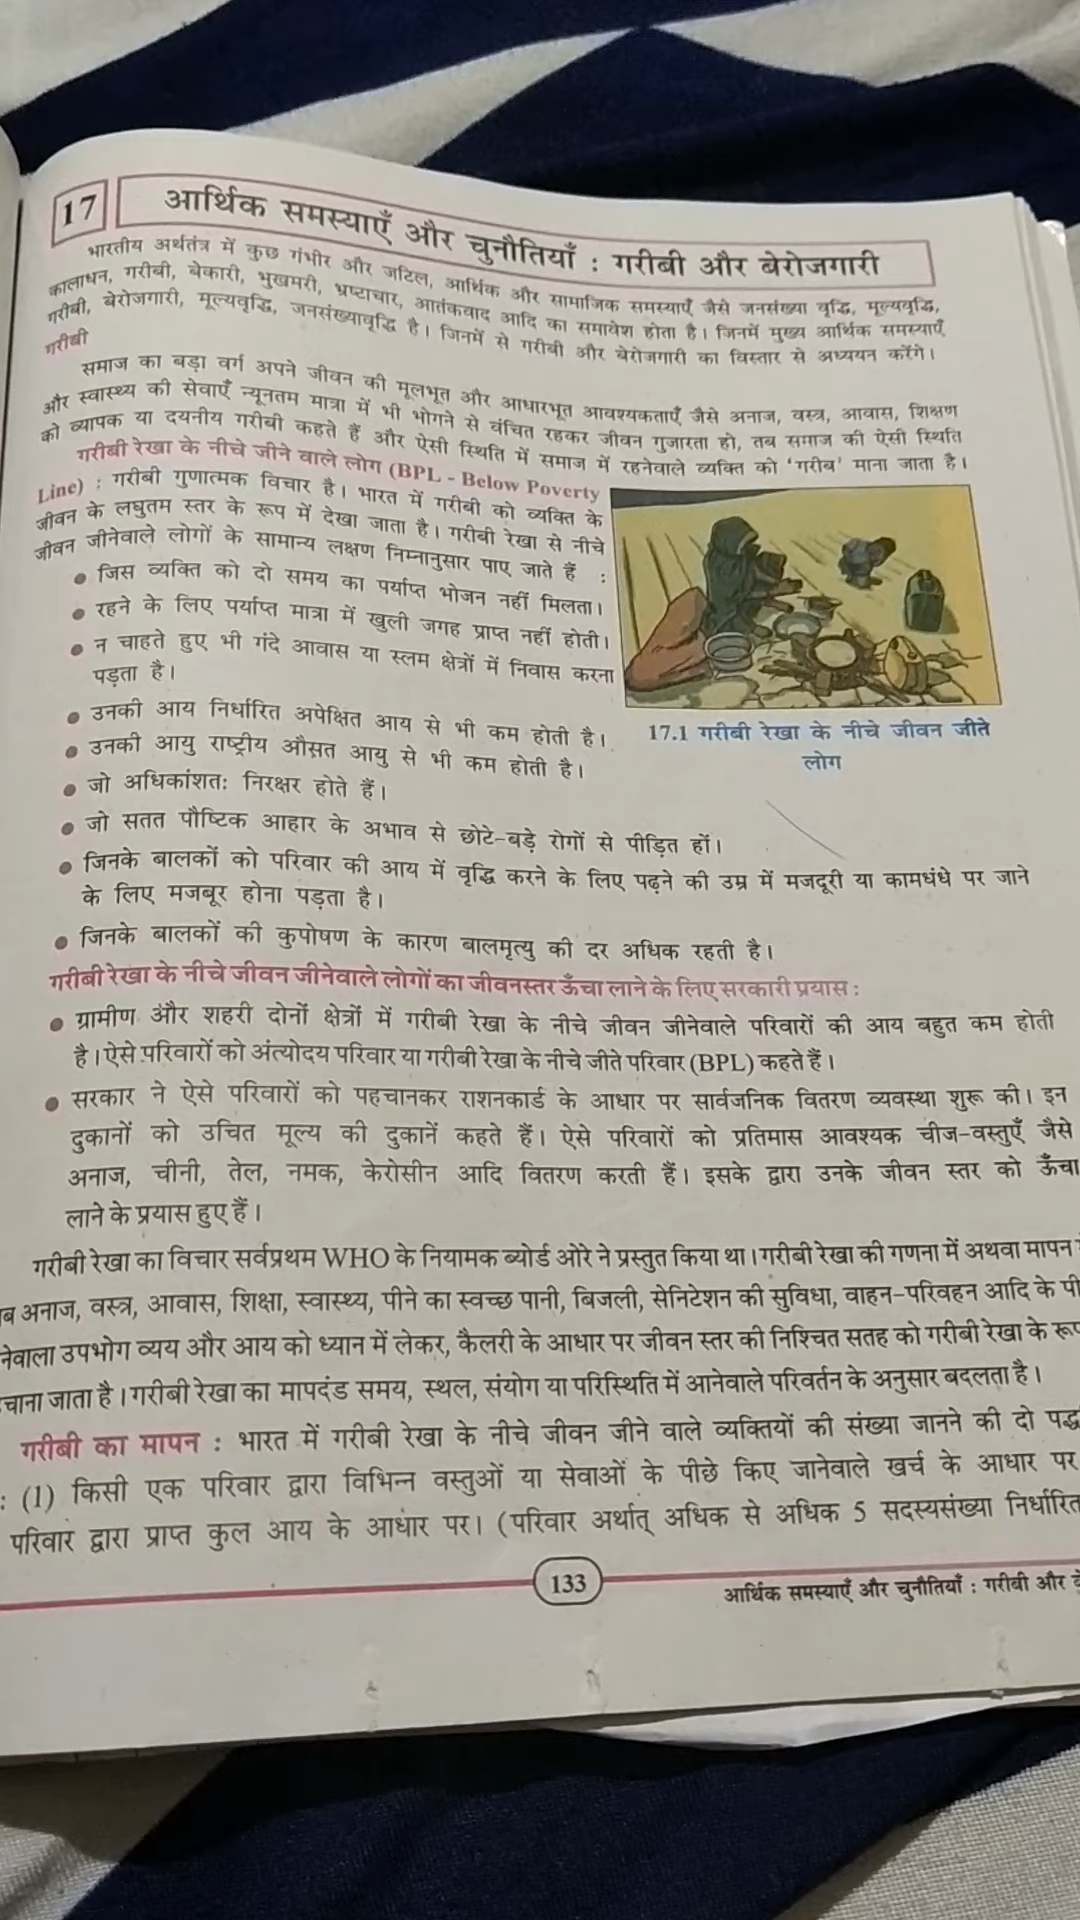 17
आर्थिक समस्याएँ और चुनौतियाँ : गरीबी और बेरोजगारी
भारतीय अर्थतंत्र में कुछ गंभीर और जटिल, आर्थिक और सामाजिक समस्याएँ जैसे जनसंख्या वृद्धि, मूल्यवृद्धि,
कालाधन, गरीबी, बेकारी, भुखमरी, भ्रष्टाचार, आतंकवाद आदि का समावेश होता है। जिनमें मुख्य आर्थिक समस्याएँ
गरीबी, बेरोजगारी, मूल्यवृद्धि, जनसंख्यावृद्धि है। जिनमें से गरीबी और बेरोजगारी का विस्तार से अध्ययन करेंगे।
गरीबी
समाज का बड़ा वर्ग अपने जीवन की मूलभूत और आधारभूत आवश्यकताएँ जैसे अनाज, वस्त्र, आवास, शिक्षण
और स्वास्थ्य की सेवाएँ न्यूनतम मात्रा में भी भोगने से वंचित रहकर जीवन गुजारता हो, तब समाज की ऐसी स्थिति
को व्यापक या दयनीय गरीबी कहते हैं और ऐसी स्थिति में समाज में रहनेवाले व्यक्ति को ‘गरीब’ माना जाता है।
गरीबी रेखा के नीचे जीने वाले लोग (BPL - Below Poverty
Line) : गरीबी गुणात्मक विचार है। भारत में गरीबी को व्यक्ति के
जीवन के लघुतम स्तर के रूप में देखा जाता है। गरीबी रेखा से नीचे
जीवन जीनेवाले लोगों के सामान्य लक्षण निम्नानुसार पाए जाते हैं :
● जिस व्यक्ति को दो समय का पर्याप्त भोजन नहीं मिलता।
● रहने के लिए पर्याप्त मात्रा में खुली जगह प्राप्त नहीं होती।
● न चाहते हुए भी गंदे आवास या स्लम क्षेत्रों में निवास करना
पड़ता है।
● उनकी आय निर्धारित अपेक्षित आय से भी कम होती है।
● उनकी आयु राष्ट्रीय औसत आयु से भी कम होती है।
● जो अधिकांशतः निरक्षर होते हैं।
17.1 गरीबी रेखा के नीचे जीवन जीते
लोग
● जो सतत पौष्टिक आहार के अभाव से छोटे-बड़े रोगों से पीड़ित हों।
● जिनके बालकों को परिवार की आय में वृद्धि करने के लिए पढ़ने की उम्र में मजदूरी या कामधंधे पर जाने
के लिए मजबूर होना पड़ता है।
● जिनके बालकों की कुपोषण के कारण बालमृत्यु की दर अधिक रहती है।
गरीबी रेखा के नीचे जीवन जीनेवाले लोगों का जीवनस्तर ऊँचा लाने के लिए सरकारी प्रयास :
● ग्रामीण और शहरी दोनों क्षेत्रों में गरीबी रेखा के नीचे जीवन जीनेवाले परिवारों की आय बहुत कम होती
है। ऐसे परिवारों को अंत्योदय परिवार या गरीबी रेखा के नीचे जीते परिवार (BPL) कहते हैं।
● सरकार ने ऐसे परिवारों को पहचानकर राशनकार्ड के आधार पर सार्वजनिक वितरण व्यवस्था शुरू की। इन
दुकानों को उचित मूल्य की दुकानें कहते हैं। ऐसे परिवारों को प्रतिमास आवश्यक चीज-वस्तुएँ जैसे
अनाज, चीनी, तेल, नमक, केरोसीन आदि वितरण करती हैं। इसके द्वारा उनके जीवन स्तर को ऊँचा
लाने के प्रयास हुए हैं।
गरीबी रेखा का विचार सर्वप्रथम WHO के नियामक ब्योर्ड ओरे ने प्रस्तुत किया था। गरीबी रेखा की गणना में अथवा मापन
अनाज, वस्त्र, आवास, शिक्षा, स्वास्थ्य, पीने का स्वच्छ पानी, बिजली, सेनिटेशन की सुविधा, वाहन-परिवहन आदि के पी
नेवाला उपभोग व्यय और आय को ध्यान में लेकर, कैलरी के आधार पर जीवन स्तर की निश्चित सतह को गरीबी रेखा के रूप
चाना जाता है। गरीबी रेखा का मापदंड समय, स्थल, संयोग या परिस्थिति में आनेवाले परिवर्तन के अनुसार बदलता है।
गरीबी का मापन : भारत में गरीबी रेखा के नीचे जीवन जीने वाले व्यक्तियों की संख्या जानने की दो पद्ध
: (1) किसी एक परिवार द्वारा विभिन्न वस्तुओं या सेवाओं के पीछे किए जानेवाले खर्च के आधार पर
परिवार द्वारा प्राप्त कुल आय के आधार पर। (परिवार अर्थात् अधिक से अधिक 5 सदस्यसंख्या निर्धारित
133
आर्थिक समस्याएँ और चुनौतियाँ : गरीबी और